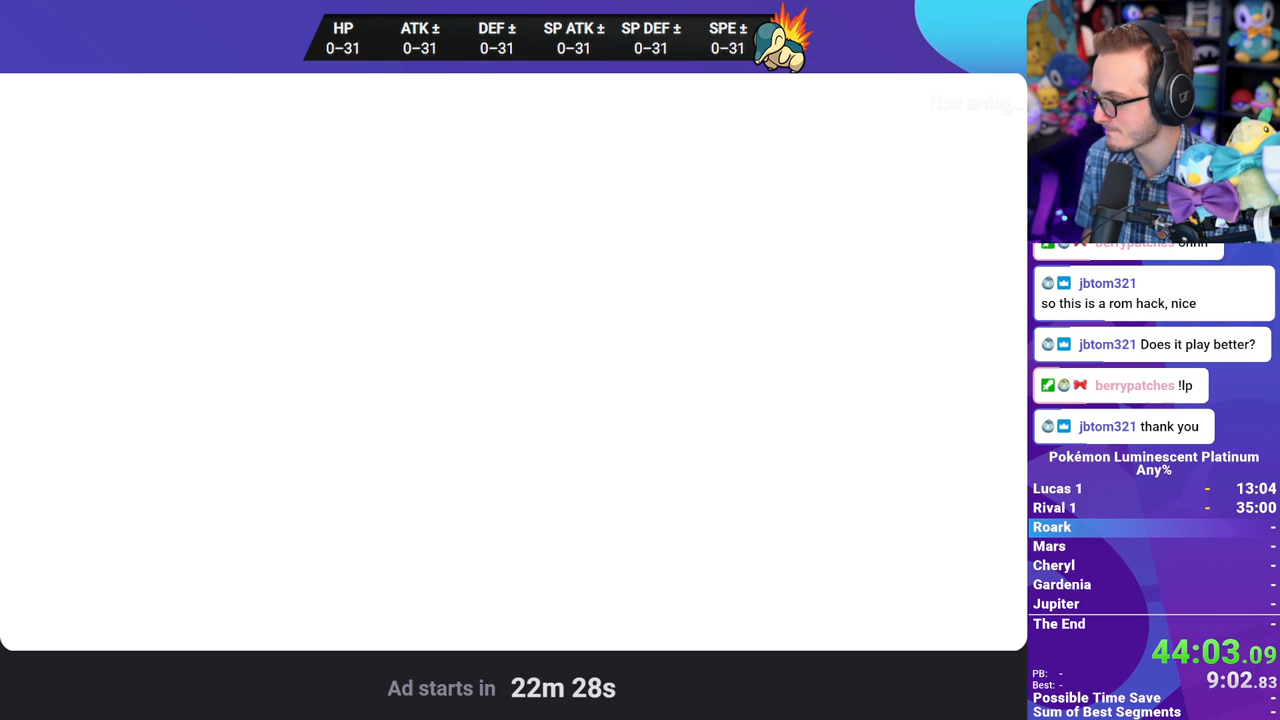 HP ATK ± DEF ± SP ATK ± SP DEF ± SPE ±
0–31 0–31 0–31 0–31 0–31 0–31
Now saving...
berrypatches ohhh
jbtom321
so this is a rom hack, nice
jbtom321 Does it play better?
berrypatches !lp
jbtom321 thank you
Pokémon Luminescent Platinum
Any%
Lucas 1 - 13:04
Rival 1 - 35:00
Roark -
Mars -
Cheryl -
Gardenia -
Jupiter -
The End -
44:03.09
PB: -
Best: - 9:02.83
Possible Time Save -
Sum of Best Segments -
Ad starts in 22m 28s